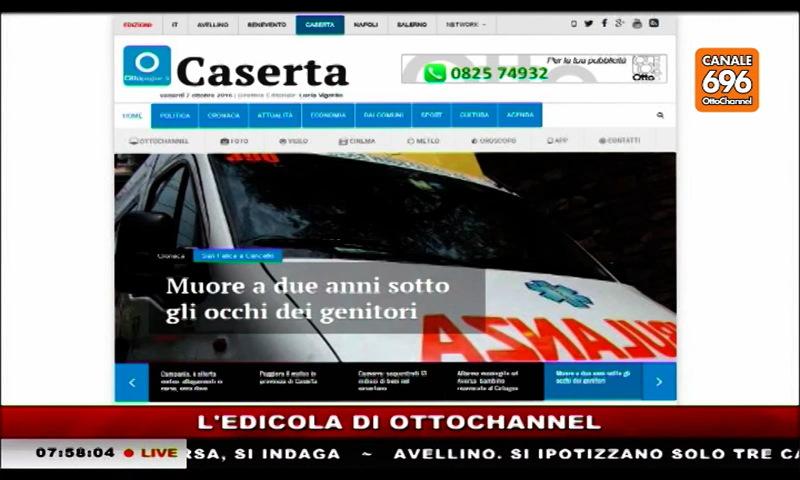 EDIZIONI IT AVELLINO BENEVENTO CASERTA NAPOLI SALERNO NETWORK
Caserta
Per la tua pubblicità
0825 74932
Otto
CANALE
696
OttoChannel
HOME POLITICA CRONACA ATTUALITÀ ECONOMIA DAI COMUNI SPORT CULTURA AGENDA
OTTOCHANNEL FOTO VIDEO CINEMA METEO OROSCOPO APP CONTATTI
Cronaca San Felice a Cancello
Muore a due anni sotto
gli occhi dei genitori
AZNALUB
Muore a due anni sotto gli
occhi dei genitori
L'EDICOLA DI OTTOCHANNEL
07:58:04 LIVE RSA, SI INDAGA ~ AVELLINO. SI IPOTIZZANO SOLO TRE CA